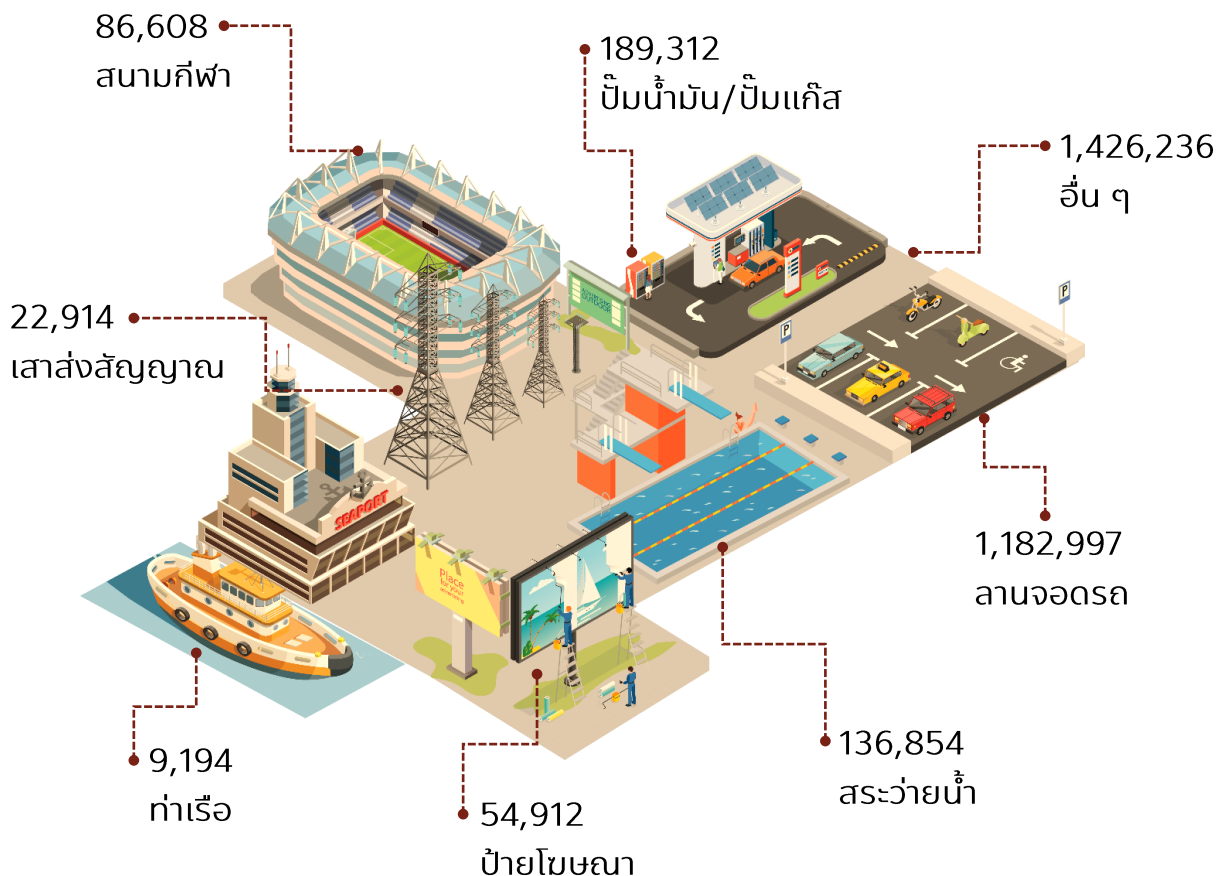 86,608
สนามกีฬา
189,312
ปั๊มน้ำมัน/ปั๊มแก๊ส
1,426,236
อื่น ๆ
22,914
เสาส่งสัญญาณ
P
P
OUTDOOR
SEAPORT
place
for your
1,182,997
ลานจอดรถ
136,854
สระว่ายน้ำ
9,194
ท่าเรือ
54,912
ป้ายโฆษณา